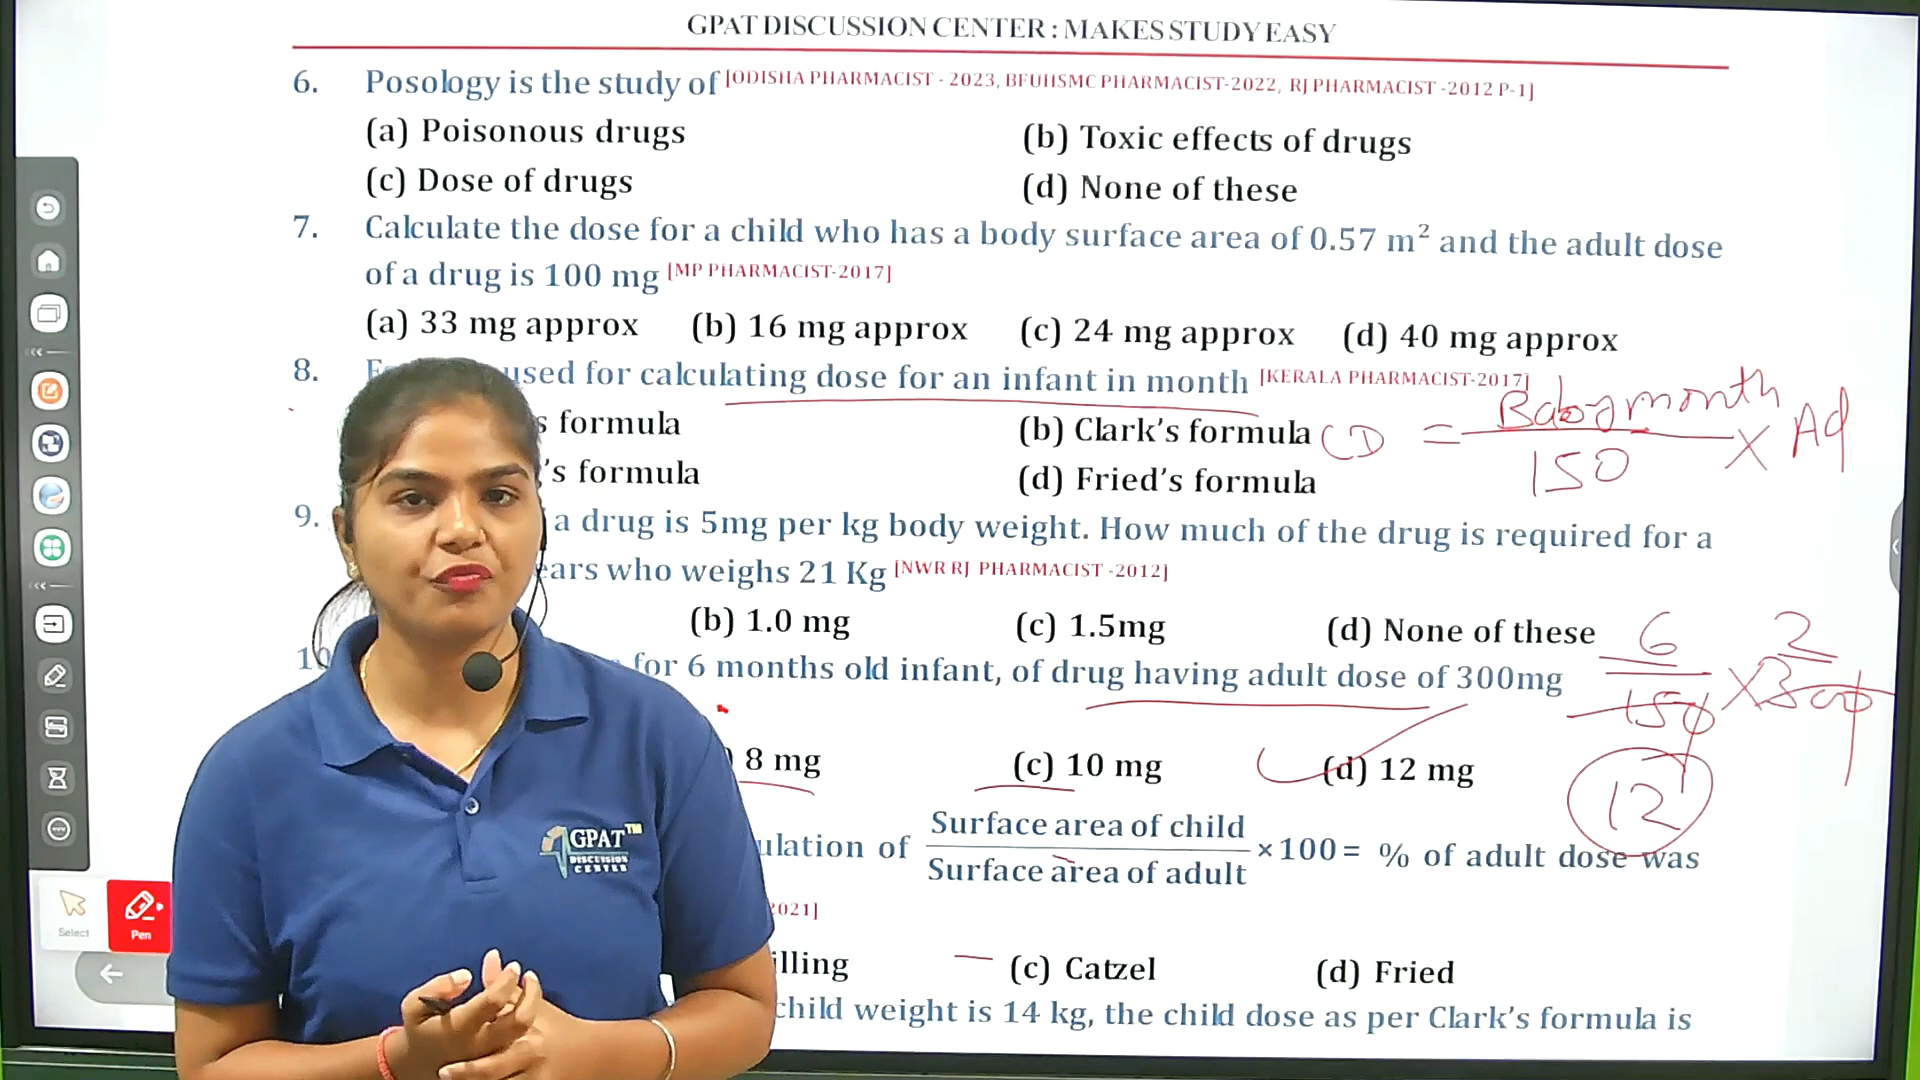 GPAT DISCUSSION CENTER : MAKES STUDY EASY
6. Posology is the study of [ODISHA PHARMACIST - 2023, BFUHSMC PHARMACIST-2022, RJ PHARMACIST -2012 P-1]
(a) Poisonous drugs (b) Toxic effects of drugs
(c) Dose of drugs (d) None of these
7. Calculate the dose for a child who has a body surface area of 0.57 m² and the adult dose
of a drug is 100 mg [MP PHARMACIST-2017]
(a) 33 mg approx (b) 16 mg approx (c) 24 mg approx (d) 40 mg approx
8. used for calculating dose for an infant in month [KERALA PHARMACIST-2017]
's formula (b) Clark's formula
's formula (d) Fried's formula
CD = Baby month / 150 × Ad
9. a drug is 5mg per kg body weight. How much of the drug is required for a
ears who weighs 21 Kg [NWR RJ PHARMACIST -2012]
(b) 1.0 mg (c) 1.5mg (d) None of these
10 for 6 months old infant, of drug having adult dose of 300mg
6 / 150 × 300 2
8 mg (c) 10 mg (d) 12 mg
12
ulation of Surface area of child / Surface area of adult ×100 = % of adult dose was
2021]
illing (c) Catzel (d) Fried
child weight is 14 kg, the child dose as per Clark's formula is
GPAT™
DISCUSSION
CENTER
Select
Pen